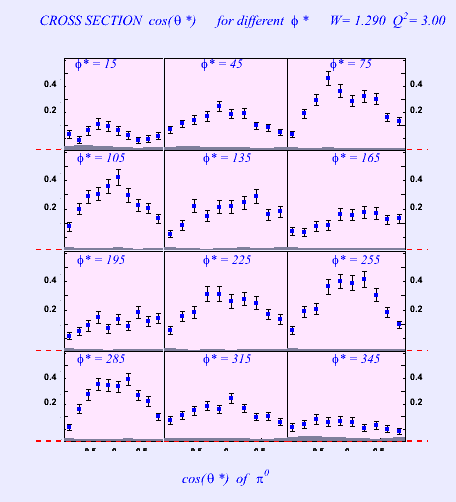 CROSS SECTION cos(θ*) for different ϕ* W= 1.290 Q²= 3.00
ϕ* = 15 ϕ* = 45 ϕ* = 75
0.4 0.4
0.2 0.2
ϕ* = 105 ϕ* = 135 ϕ* = 165
0.4 0.4
0.2 0.2
ϕ* = 195 ϕ* = 225 ϕ* = 255
0.4 0.4
0.2 0.2
ϕ* = 285 ϕ* = 315 ϕ* = 345
0.4 0.4
0.2 0.2
cos(θ*) of π⁰